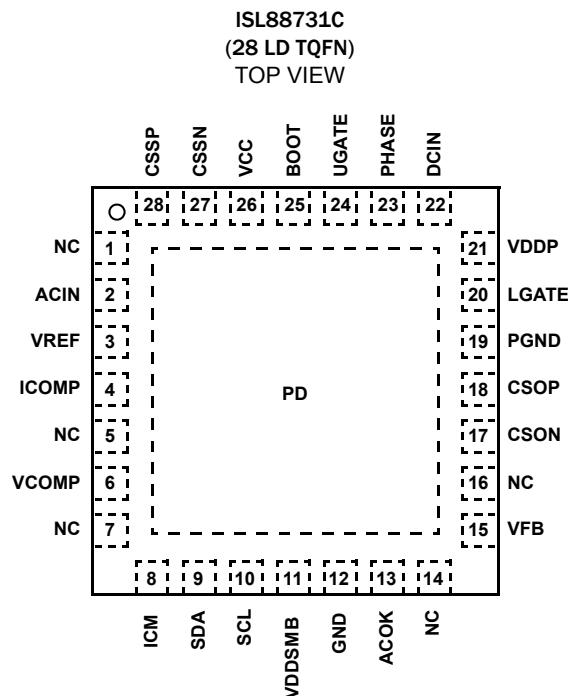 ISL88731C
(28 LD TQFN)
TOP VIEW
CSSP
CSSN
VCC
BOOT
UGATE
PHASE
DCIN
28 27 26 25 24 23 22
NC 1
ACIN 2
VREF 3
ICOMP 4
NC 5
VCOMP 6
NC 7
PD
21 VDDP
20 LGATE
19 PGND
18 CSOP
17 CSON
16 NC
15 VFB
8 9 10 11 12 13 14
ICM
SDA
SCL
VDDSMB
GND
ACOK
NC